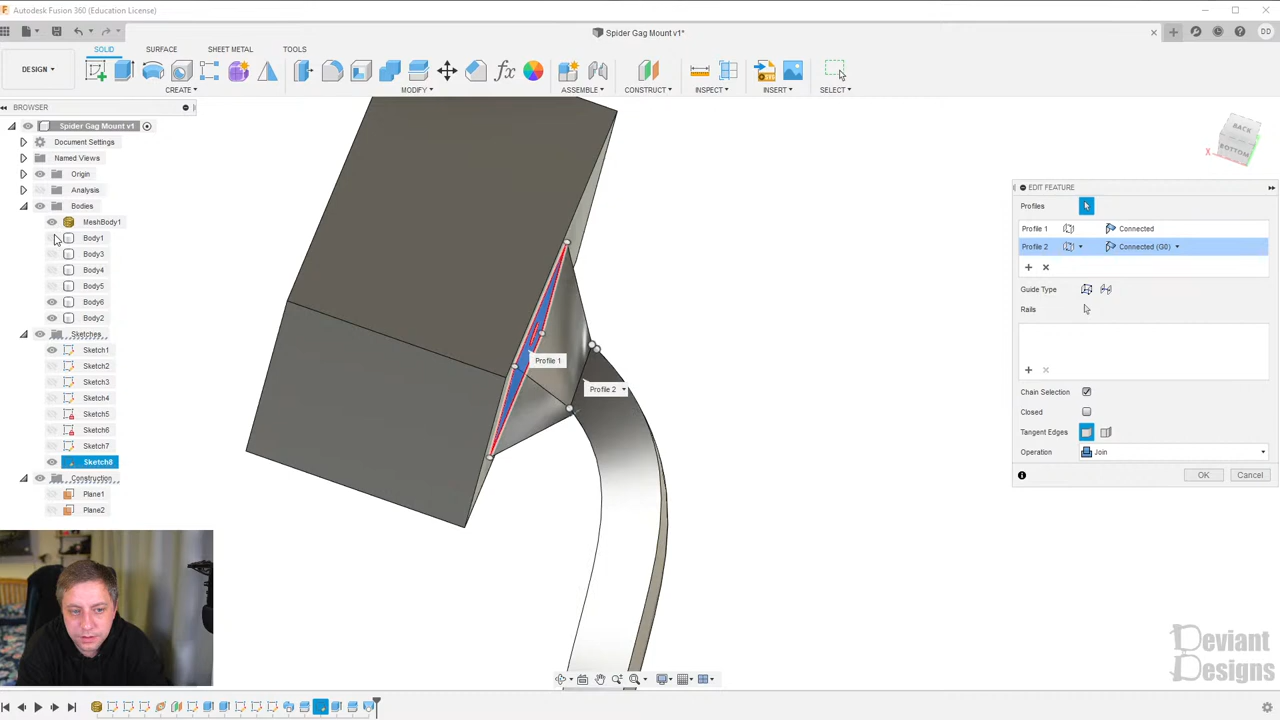 Autodesk Fusion 360 (Education License)
Spider Gag Mount v1*
DD
SOLID SURFACE SHEET METAL TOOLS
DESIGN
CREATE MODIFY ASSEMBLE CONSTRUCT INSPECT INSERT SELECT
BROWSER
Spider Gag Mount v1
Document Settings
Named Views
Origin
Analysis
Bodies
MeshBody1
Body1
Body3
Body4
Body5
Body6
Body2
Sketches
Sketch1
Sketch2
Sketch3
Sketch4
Sketch5
Sketch6
Sketch7
Sketch8
Construction
Plane1
Plane2
Profile 1
Profile 2
BACK
BOTTOM
X
EDIT FEATURE
Profiles
Profile 1 Connected
Profile 2 Connected (G0)
Guide Type
Rails
Chain Selection
Closed
Tangent Edges
Operation Join
OK Cancel
Deviant
Designs